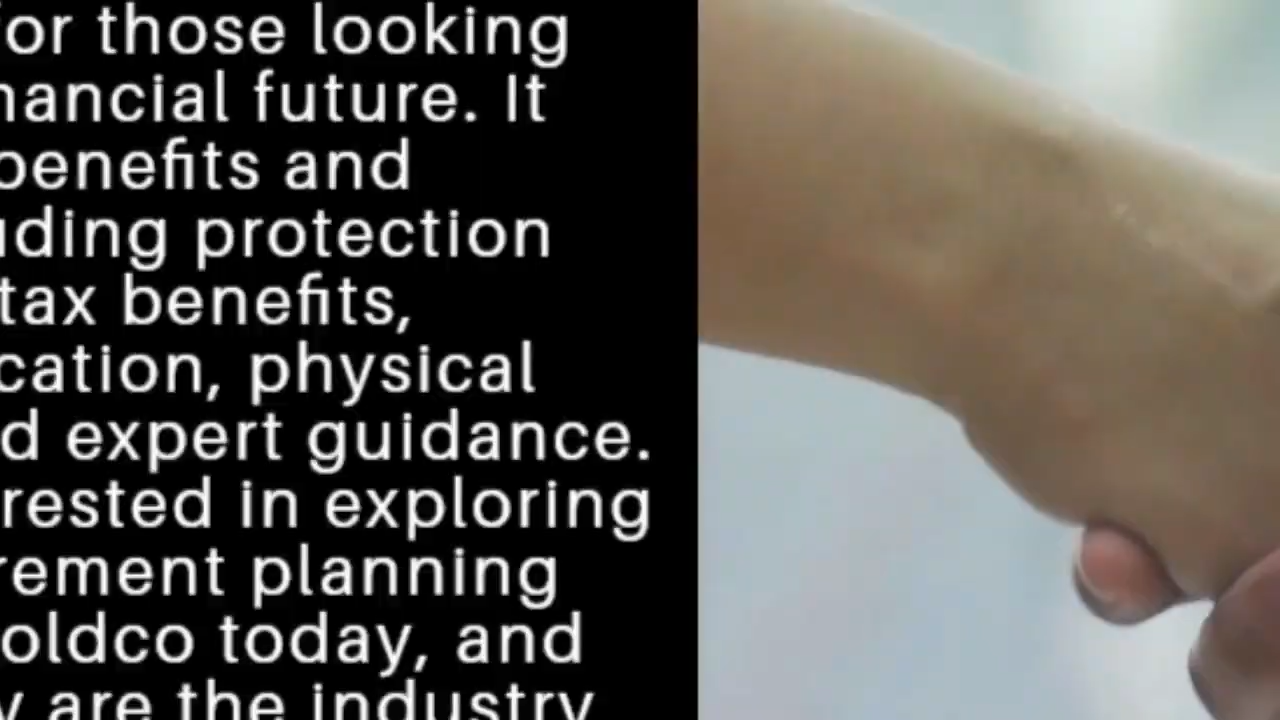 for those looking
nancial future. It
benefits and
uding protection
tax benefits,
cation, physical
d expert guidance.
rested in exploring
rement planning
oldco today, and
y are the industry